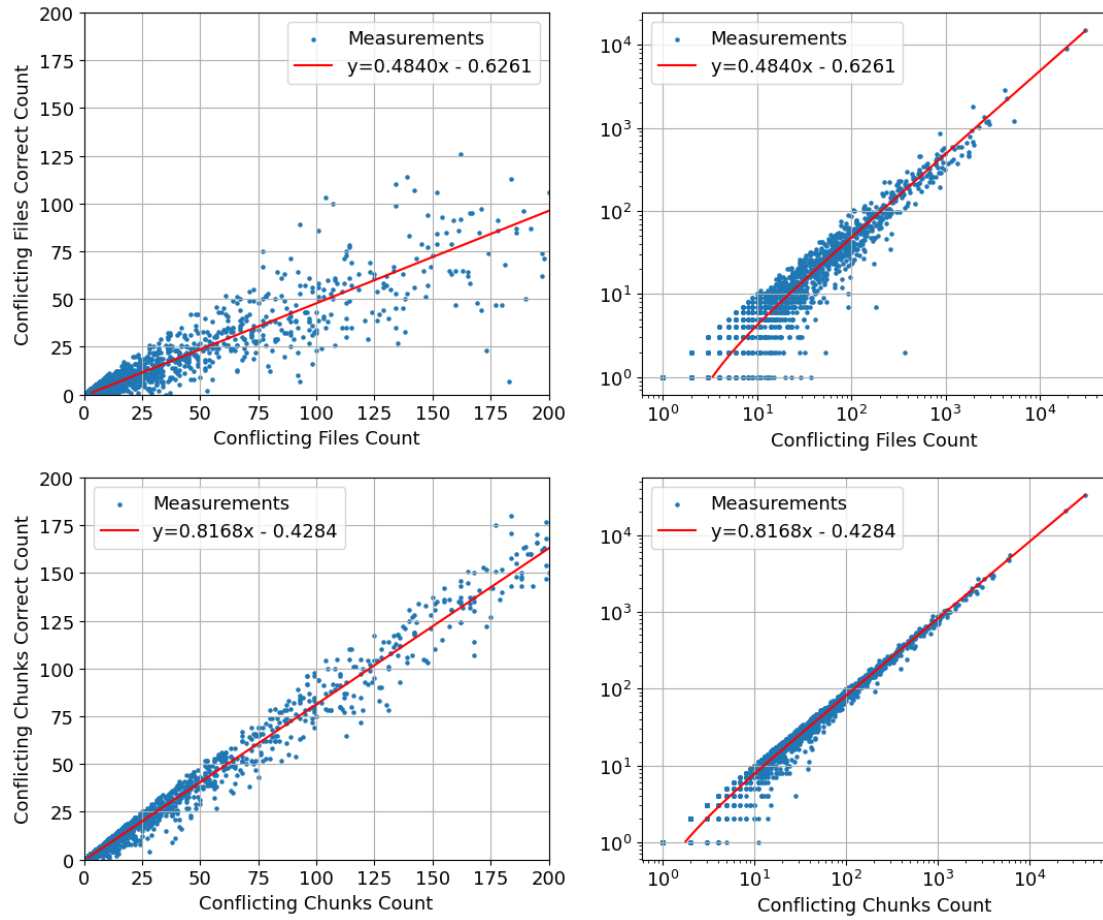 200
175
150
125
100
75
50
25
0
Conflicting Files Correct Count
Measurements
y=0.4840x - 0.6261
0 25 50 75 100 125 150 175 200
Conflicting Files Count
10^4
10^3
10^2
10^1
10^0
Measurements
y=0.4840x - 0.6261
10^0 10^1 10^2 10^3 10^4
Conflicting Files Count
200
175
150
125
100
75
50
25
0
Conflicting Chunks Correct Count
Measurements
y=0.8168x - 0.4284
0 25 50 75 100 125 150 175 200
Conflicting Chunks Count
10^4
10^3
10^2
10^1
10^0
Measurements
y=0.8168x - 0.4284
10^0 10^1 10^2 10^3 10^4
Conflicting Chunks Count